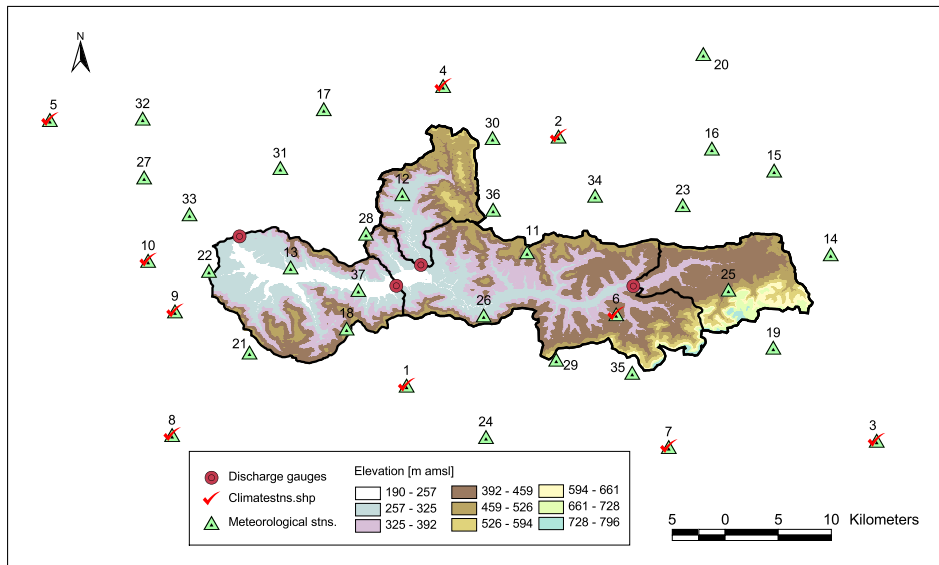 N
20
4
5
32
17
2
30
16
15
27
31
12
34
23
33
36
28
11
14
10
22
13
37
25
9
26
6
18
19
21
29
35
1
8
24
7
3
Discharge gauges
Climatestns.shp
Meteorological stns.
Elevation [m amsl]
190 - 257
257 - 325
325 - 392
392 - 459
459 - 526
526 - 594
594 - 661
661 - 728
728 - 796
5 0 5 10 Kilometers